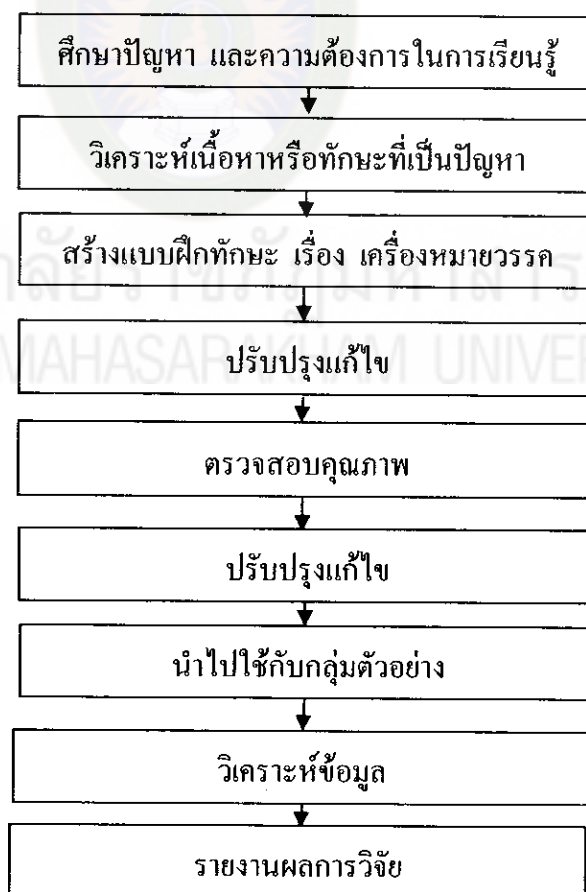 ศึกษาปัญหา และความต้องการในการเรียนรู้
วิเคราะห์เนื้อหาหรือทักษะที่เป็นปัญหา
สร้างแบบฝึกทักษะ เรื่อง เครื่องหมายวรรค
ปรับปรุงแก้ไข
MAHASARAKHAM UNIVER
ตรวจสอบคุณภาพ
ปรับปรุงแก้ไข
นำไปใช้กับกลุ่มตัวอย่าง
วิเคราะห์ข้อมูล
รายงานผลการวิจัย